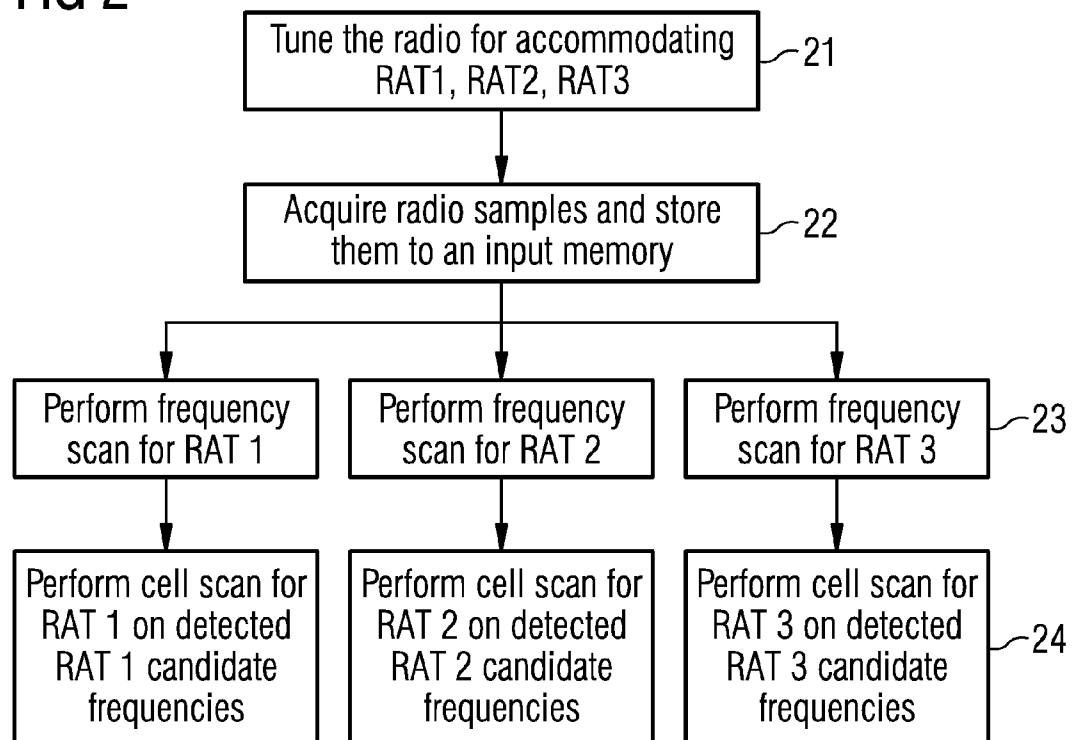 FIG 2
Tune the radio for accommodating
RAT1, RAT2, RAT3
21
Acquire radio samples and store
them to an input memory
22
Perform frequency
scan for RAT 1
Perform frequency
scan for RAT 2
Perform frequency
scan for RAT 3
23
Perform cell scan for
RAT 1 on detected
RAT 1 candidate
frequencies
Perform cell scan for
RAT 2 on detected
RAT 2 candidate
frequencies
Perform cell scan for
RAT 3 on detected
RAT 3 candidate
frequencies
24